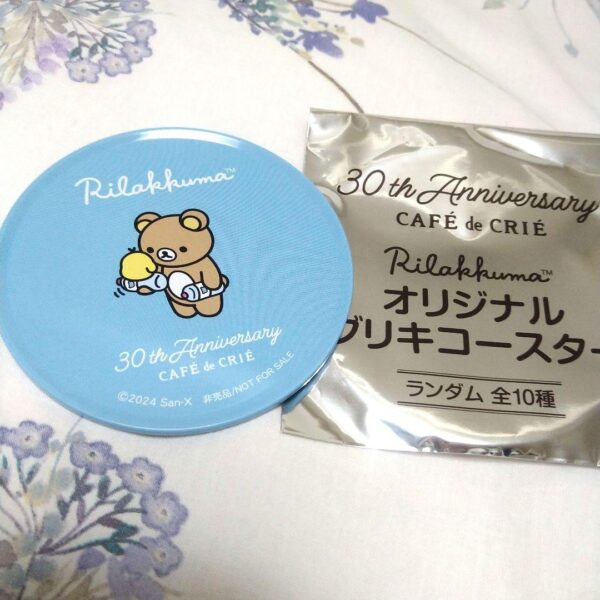 Rilakkuma™
30th Anniversary
CAFÉ de CRIÉ
©2024 San-X 非売品/NOT FOR SALE
30th Anniversary
CAFÉ de CRIÉ
Rilakkuma™
オリジナル
ブリキコースター
ランダム 全10種